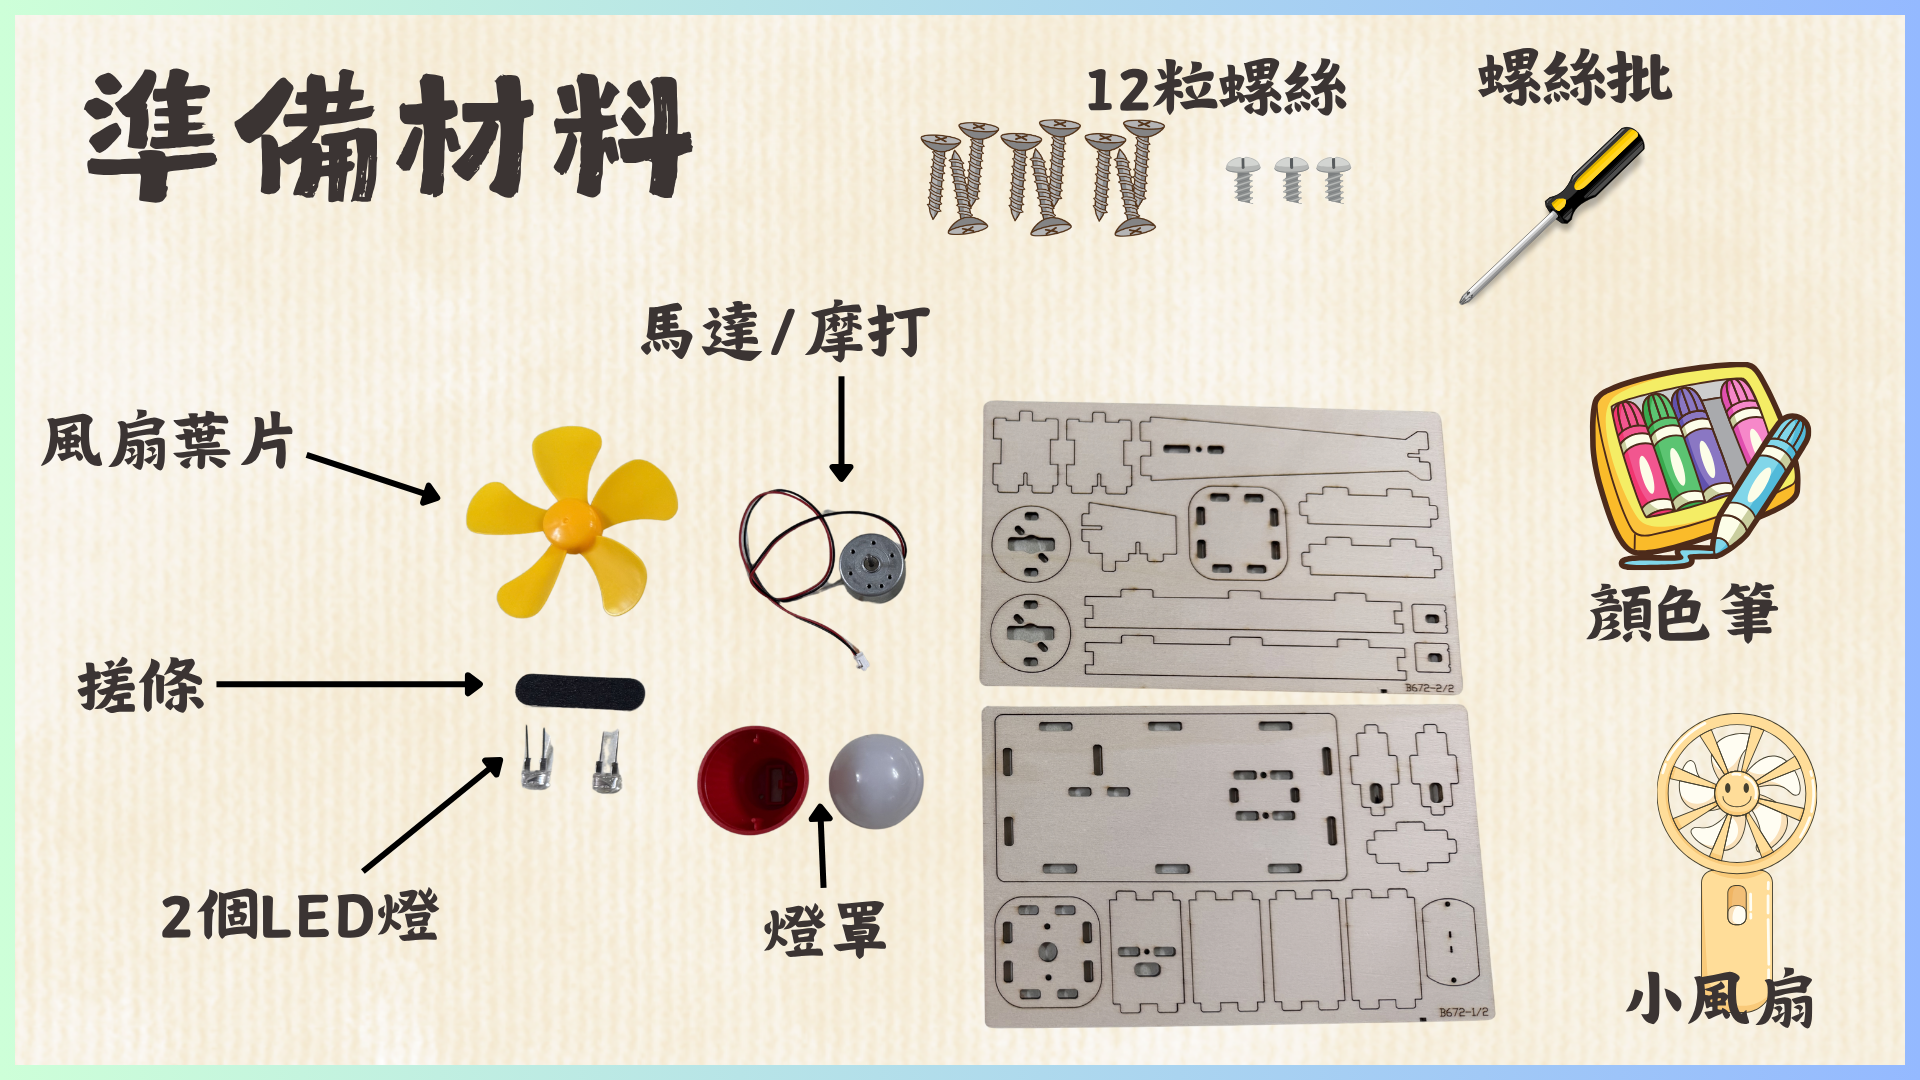 準備材料
12粒螺絲
螺絲批
馬達/摩打
風扇葉片
搓條
2個LED燈
燈罩
B672-2/2
B672-1/2
顏色筆
小風扇